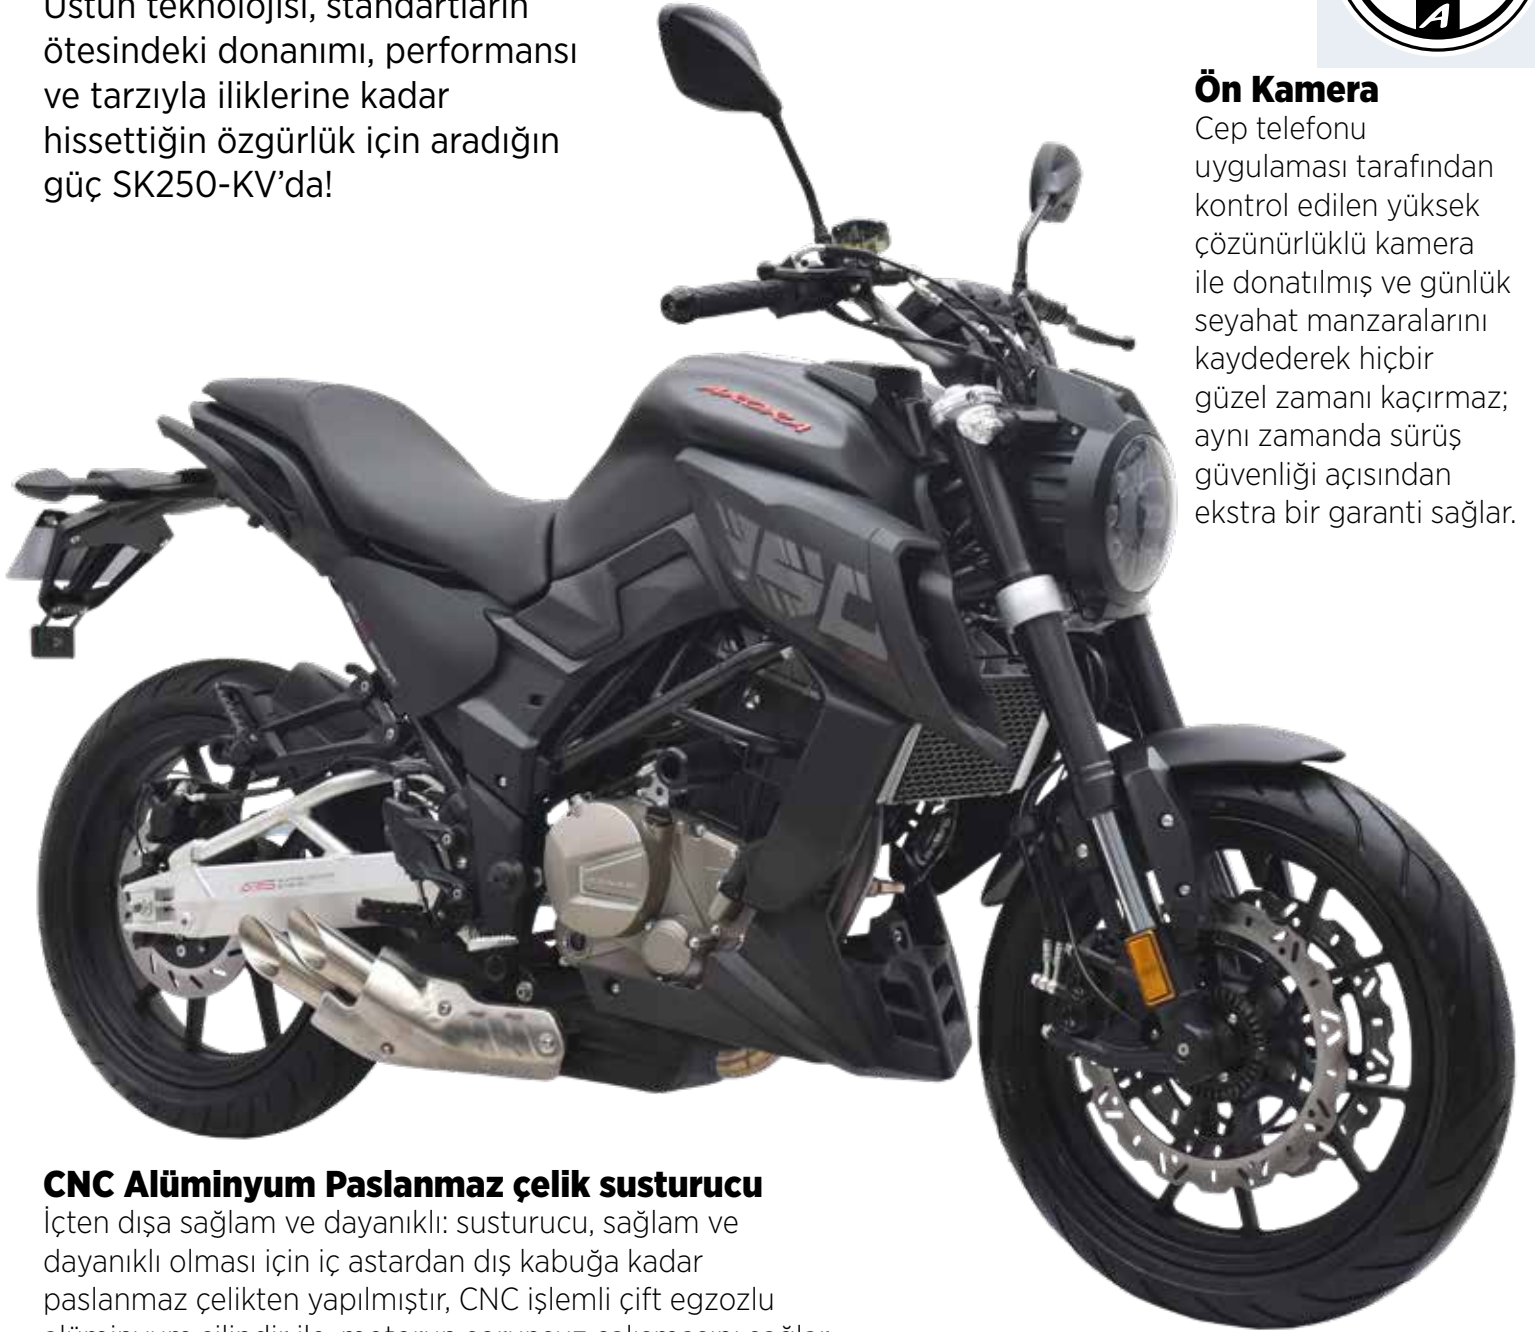 Üstün teknolojisi, standartların
ötesindeki donanımı, performansı
ve tarzıyla iliklerine kadar
hissettiğin özgürlük için aradığın
güç SK250-KV’da!
A
Ön Kamera
Cep telefonu
uygulaması tarafından
kontrol edilen yüksek
çözünürlüklü kamera
ile donatılmış ve günlük
seyahat manzaralarını
kaydederek hiçbir
güzel zamanı kaçırmaz;
aynı zamanda sürüş
güvenliği açısından
ekstra bir garanti sağlar.
CNC Alüminyum Paslanmaz çelik susturucu
İçten dışa sağlam ve dayanıklı: susturucu, sağlam ve
dayanıklı olması için iç astardan dış kabuğa kadar
paslanmaz çelikten yapılmıştır, CNC işlemli çift egzozlu